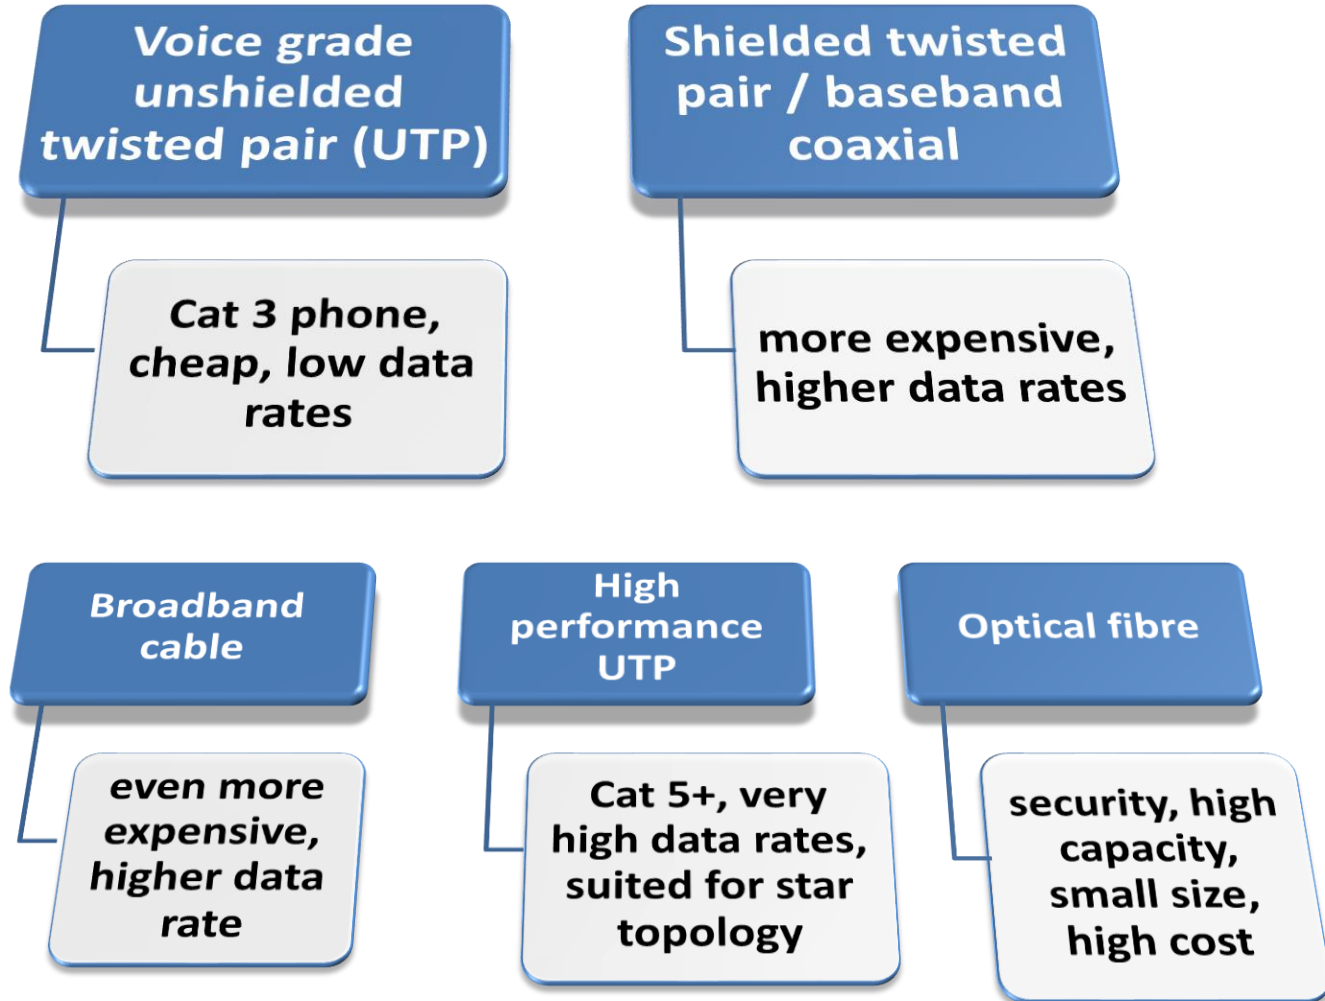 Voice grade
unshielded
twisted pair (UTP)
Cat 3 phone,
cheap, low data
rates
Shielded twisted
pair / baseband
coaxial
more expensive,
higher data rates
Broadband
cable
even more
expensive,
higher data
rate
High
performance
UTP
Cat 5+, very
high data rates,
suited for star
topology
Optical fibre
security, high
capacity,
small size,
high cost